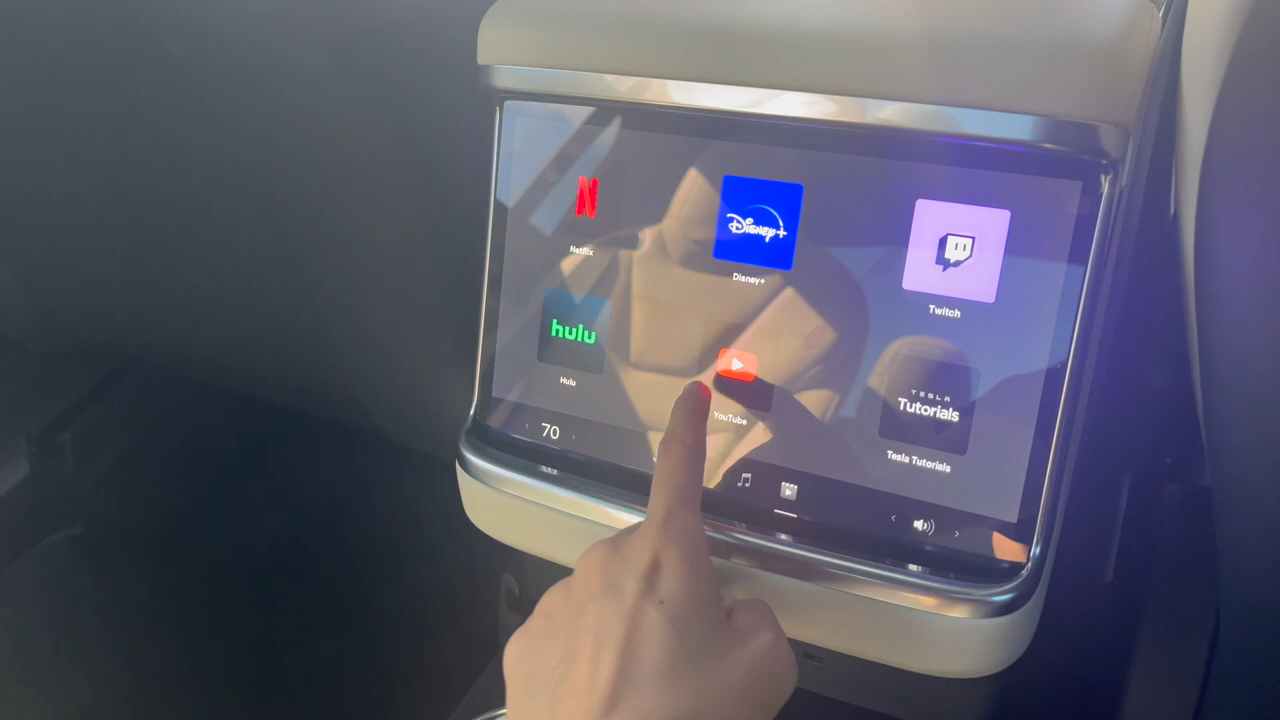 N
Netflix
Disney+
Disney+
Twitch
hulu
Hulu
YouTube
TESLA
Tutorials
Tesla Tutorials
70